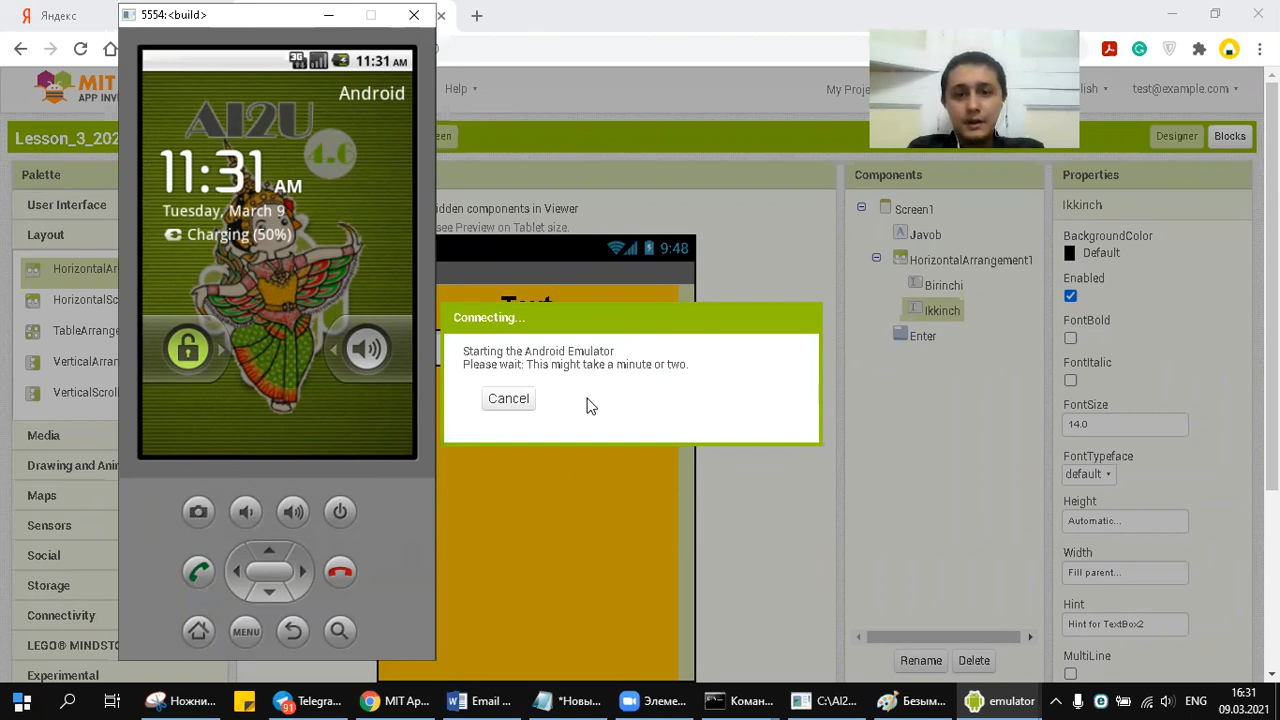 Яндекс
5554:<build>
11:31 AM
Android
AI2U
4.6
11:31 AM
Tuesday, March 9
Charging (50%)
MENU
MIT
APP INV
Help
My Proj
lish
test@example.com
Lesson_3_202
een
Designer
Blocks
Palette
User Interface
Layout
HorizontalAr
HorizontalSc
TableArrange
VerticalArra
VerticalScrol
Media
Drawing and Anim
Maps
Sensors
Social
Storage
Connectivity
LEGO® MINDSTO
Experimental
idden components in Viewer
see Preview on Tablet size.
9:48
Text
Connecting...
Starting the Android Emulator
Please wait: This might take a minute or two.
Cancel
Components
Screen1
Javob
HorizontalArrangement1
Birinchi
Ikkinch
Enter
Rename
Delete
Properties
Ikkinch
BackgroundColor
Default
Enabled
FontBold
FontItalic
FontSize
14.0
FontTypeface
default
Height
Automatic...
Width
Fill parent...
Hint
Hint for TextBox2
MultiLine
Ножни
Telegra...
91
MIT Ap...
Email ...
*Новы...
Элеме...
Коман...
C:\AI2...
Безым...
emulator
ENG
16:31
09.03.2021